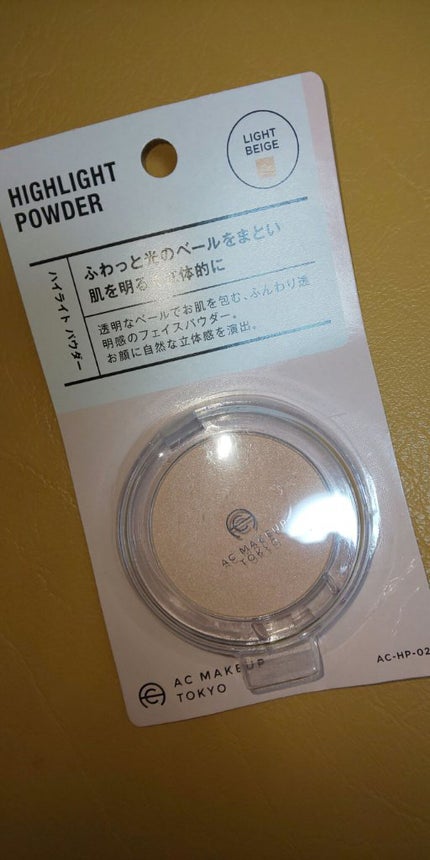 LIGHT
BEIGE
HIGHLIGHT
POWDER
ハイライトパウダー
ふわっと光のベールをまとい
肌を明る 体的に
透明なベールでお肌を包む、ふんわり透
明感のフェイスパウダー。
お顔に自然な立体感を演出。
AC MAKEUP
TOKYO
AC MAKEUP
TOKYO
AC-HP-02